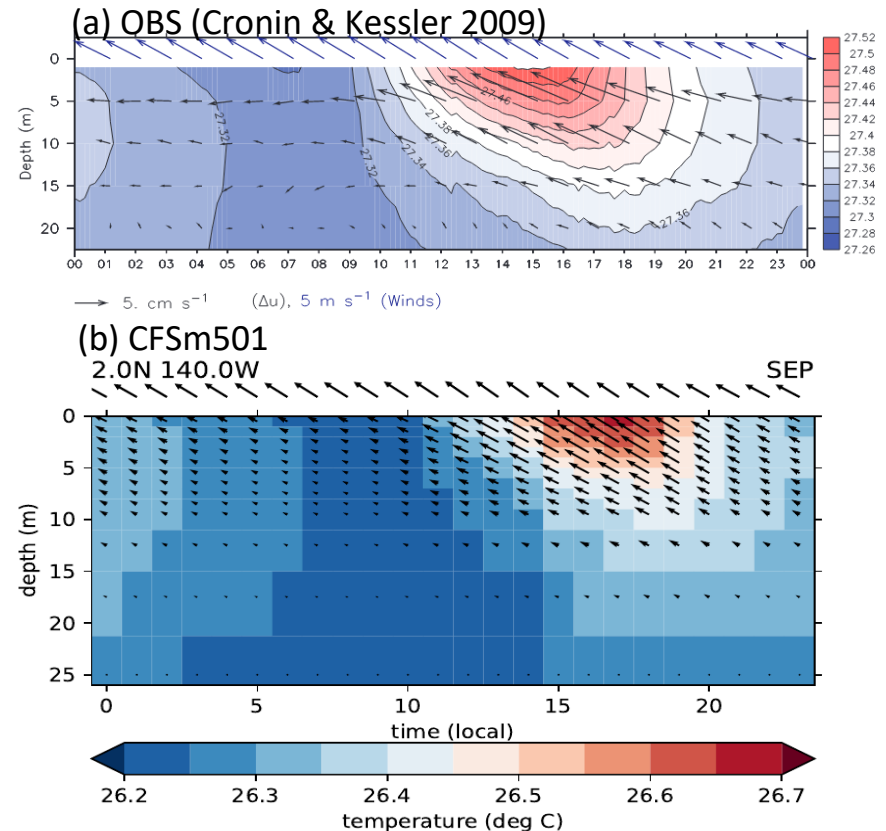 (a) OBS (Cronin & Kessler 2009)
Depth (m)
0
5
10
15
20
27.32
27.32
27.34
27.36
27.38
27.46
27.36
00 01 02 03 04 05 06 07 08 09 10 11 12 13 14 15 16 17 18 19 20 21 22 23 00
27.52
27.5
27.48
27.46
27.44
27.42
27.4
27.38
27.36
27.34
27.32
27.3
27.28
27.26
5. cm s⁻¹ (Δu), 5 m s⁻¹ (Winds)
(b) CFSm501
2.0N 140.0W SEP
depth (m)
0
5
10
15
20
25
0 5 10 15 20
time (local)
26.2 26.3 26.4 26.5 26.6 26.7
temperature (deg C)